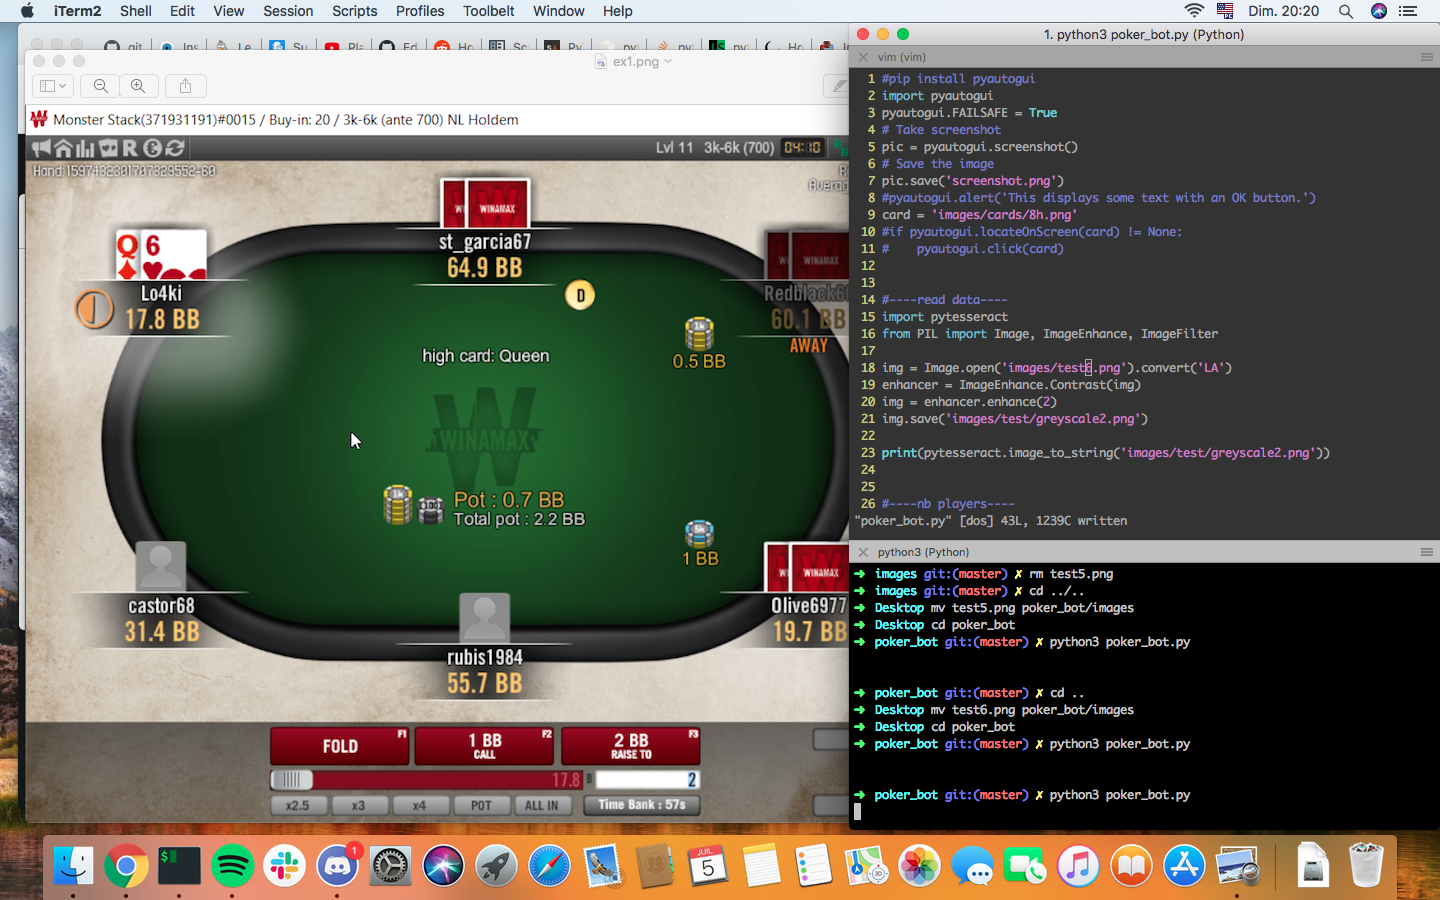 iTerm2 Shell Edit View Session Scripts Profiles Toolbelt Window Help
Dim. 20:20
ex1.png
Monster Stack(371931191)#0015 / Buy-in: 20 / 3k-6k (ante 700) NL Holdem
Lvl 11 3k-6k (700) 04:10
WINAMAX
st_garcia67
64.9 BB
Q 6
Lo4ki
17.8 BB
D
60.1 BB
AWAY
1k
0.5 BB
high card: Queen
W
WINAMAX
1k 100
Pot : 0.7 BB
Total pot : 2.2 BB
5k
1 BB
WINAMAX
castor68
31.4 BB
Olive6977
19.7 BB
rubis1984
55.7 BB
FOLD F1
1 BB F2
CALL
2 BB F3
RAISE TO
17.8 B 2
x2.5 x3 x4 POT ALL IN Time Bank : 57s
1. python3 poker_bot.py (Python)
vim (vim)
1 #pip install pyautogui
2 import pyautogui
3 pyautogui.FAILSAFE = True
4 # Take screenshot
5 pic = pyautogui.screenshot()
6 # Save the image
7 pic.save('screenshot.png')
8 #pyautogui.alert('This displays some text with an OK button.')
9 card = 'images/cards/8h.png'
10 #if pyautogui.locateOnScreen(card) != None:
11 #    pyautogui.click(card)
12
13
14 #----read data----
15 import pytesseract
16 from PIL import Image, ImageEnhance, ImageFilter
17
18 img = Image.open('images/test6.png').convert('LA')
19 enhancer = ImageEnhance.Contrast(img)
20 img = enhancer.enhance(2)
21 img.save('images/test/greyscale2.png')
22
23 print(pytesseract.image_to_string('images/test/greyscale2.png'))
24
25
26 #----nb players----
"poker_bot.py" [dos] 43L, 1239C written
python3 (Python)
➜ images git:(master) ✗ rm test5.png
➜ images git:(master) ✗ cd ../..
➜ Desktop mv test5.png poker_bot/images
➜ Desktop cd poker_bot
➜ poker_bot git:(master) ✗ python3 poker_bot.py
➜ poker_bot git:(master) ✗ cd ..
➜ Desktop mv test6.png poker_bot/images
➜ Desktop cd poker_bot
➜ poker_bot git:(master) ✗ python3 poker_bot.py
➜ poker_bot git:(master) ✗ python3 poker_bot.py
1
JUIL
5